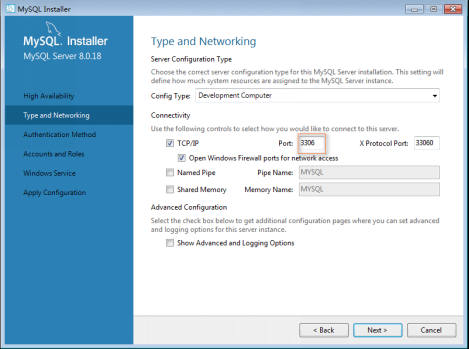 MySQL Installer
MySQL. Installer
MySQL Server 8.0.18
High Availability
Type and Networking
Authentication Method
Accounts and Roles
Windows Service
Apply Configuration
Type and Networking
Server Configuration Type
Choose the correct server configuration type for this MySQL Server installation. This setting will
define how much system resources are assigned to the MySQL Server instance.
Config Type: Development Computer
Connectivity
Use the following controls to select how you would like to connect to this server.
TCP/IP Port: 3306 X Protocol Port: 33060
Open Windows Firewall ports for network access
Named Pipe Pipe Name: MYSQL
Shared Memory Memory Name: MYSQL
Advanced Configuration
Select the check box below to get additional configuration pages where you can set advanced
and logging options for this server instance.
Show Advanced and Logging Options
< Back Next > Cancel